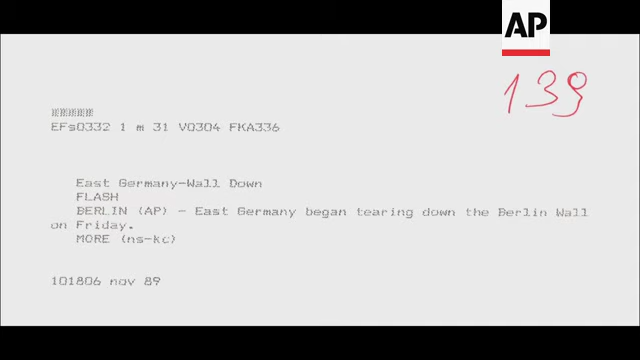 AP
139
EFs0332 1 m 31 V0304 FKA336
East Germany-Wall Down
FLASH
BERLIN (AP) - East Germany began tearing down the Berlin Wall
on Friday.
MORE (ns-kc)
101806 nov 89